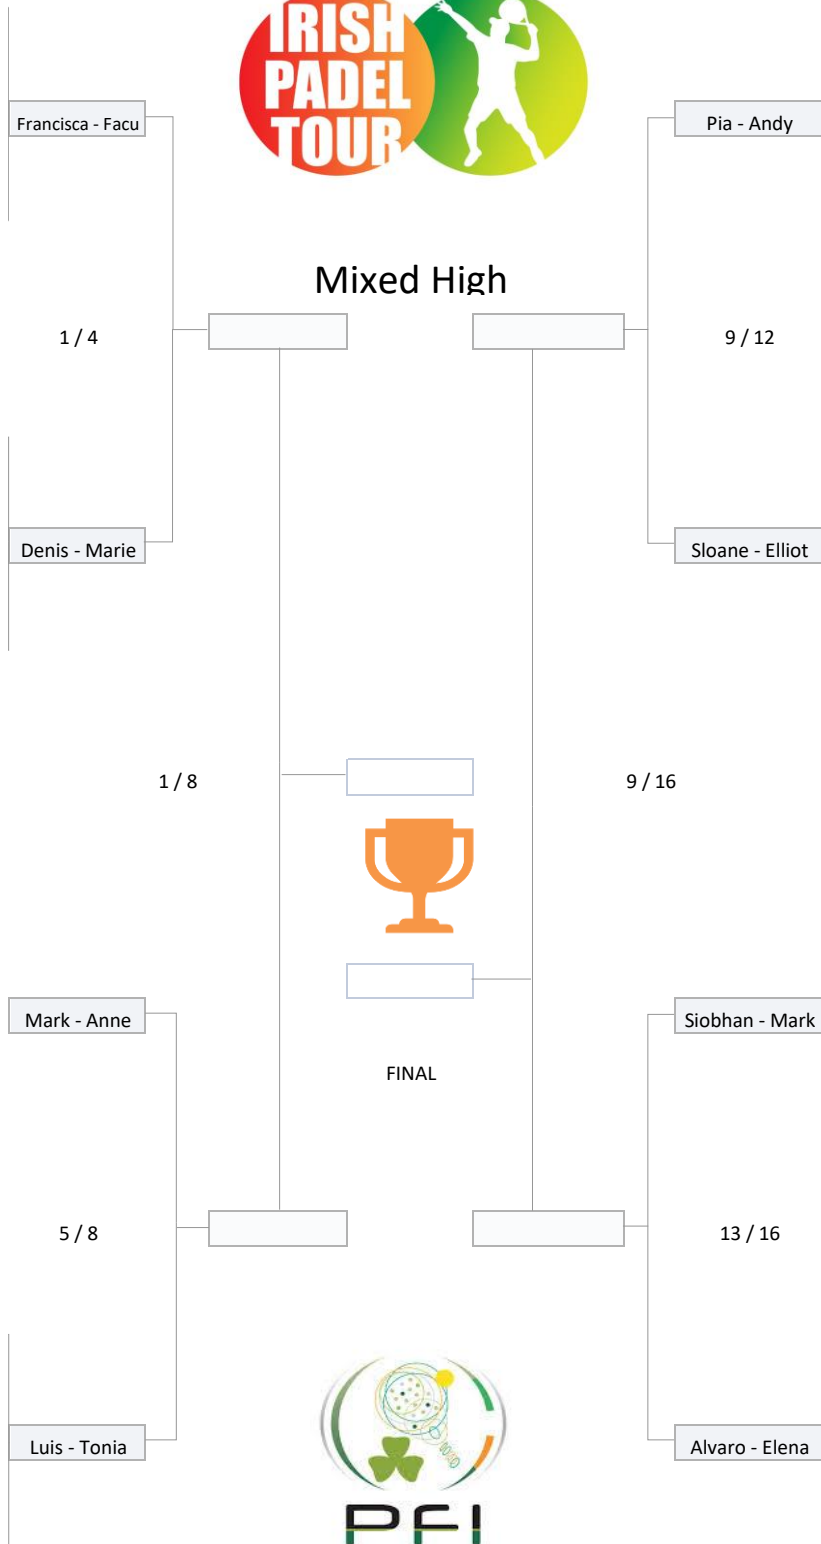 IRISH
PADEL
TOUR
Francisca - Facu
Pia - Andy
Mixed High
1 / 4
9 / 12
Denis - Marie
Sloane - Elliot
1 / 8
9 / 16
Mark - Anne
Siobhan - Mark
FINAL
5 / 8
13 / 16
Luis - Tonia
Alvaro - Elena
PFI